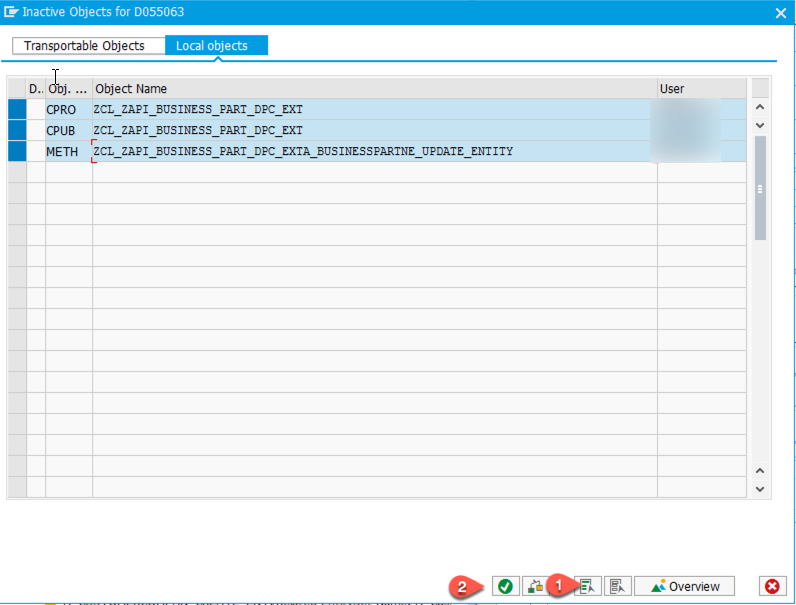 Inactive Objects for D055063
Transportable Objects Local objects
D.. Obj. ... Object Name User
CPRO ZCL_ZAPI_BUSINESS_PART_DPC_EXT
CPUB ZCL_ZAPI_BUSINESS_PART_DPC_EXT
METH ZCL_ZAPI_BUSINESS_PART_DPC_EXTA_BUSINESSPARTNE_UPDATE_ENTITY
2 1 Overview